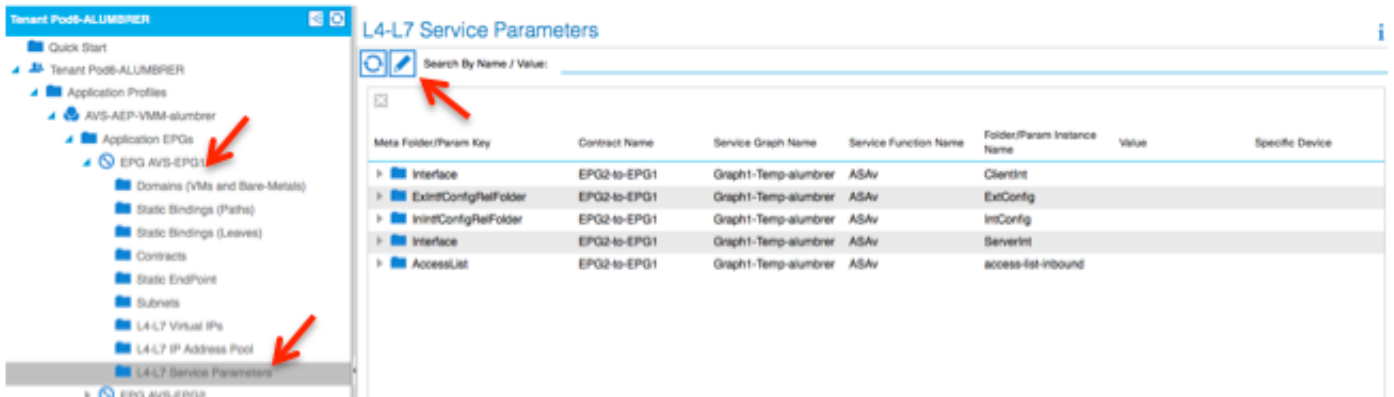 Tenant Pod6-ALUMBRER
Quick Start
Tenant Pod6-ALUMBRER
Application Profiles
AVS-AEP-VMM-alumbrer
Application EPGs
EPG AVS-EPG1
Domains (VMs and Bare-Metals)
Static Bindings (Paths)
Static Bindings (Leaves)
Contracts
Static EndPoint
Subnets
L4-L7 Virtual IPs
L4-L7 IP Address Pool
L4-L7 Service Parameters
EPG AVS-EPG2
L4-L7 Service Parameters
i
Search By Name / Value:
Meta Folder/Param Key Contract Name Service Graph Name Service Function Name Folder/Param Instance Name Value Specific Device
Interface EPG2-to-EPG1 Graph1-Temp-alumbrer ASAv ClientInt
ExIntfConfigRelFolder EPG2-to-EPG1 Graph1-Temp-alumbrer ASAv ExtConfig
InIntfConfigRelFolder EPG2-to-EPG1 Graph1-Temp-alumbrer ASAv IntConfig
Interface EPG2-to-EPG1 Graph1-Temp-alumbrer ASAv ServerInt
AccessList EPG2-to-EPG1 Graph1-Temp-alumbrer ASAv access-list-inbound